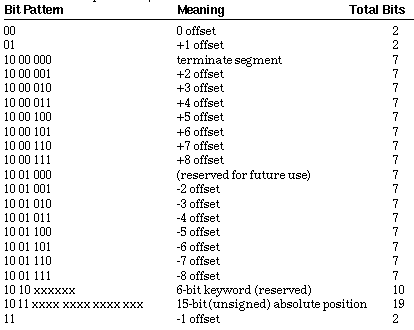 Bit Pattern Meaning Total Bits
00 0 offset 2
01 +1 offset 2
10 00 000 terminate segment 7
10 00 001 +2 offset 7
10 00 010 +3 offset 7
10 00 011 +4 offset 7
10 00 100 +5 offset 7
10 00 101 +6 offset 7
10 00 110 +7 offset 7
10 00 111 +8 offset 7
10 01 000 (reserved for future use) 7
10 01 001 -2 offset 7
10 01 010 -3 offset 7
10 01 011 -4 offset 7
10 01 100 -5 offset 7
10 01 101 -6 offset 7
10 01 110 -7 offset 7
10 01 111 -8 offset 7
10 10 xxxxxx 6-bit keyword (reserved) 10
10 11 xxxx xxxx xxxx xxx 15-bit (unsigned) absolute position 19
11 -1 offset 2